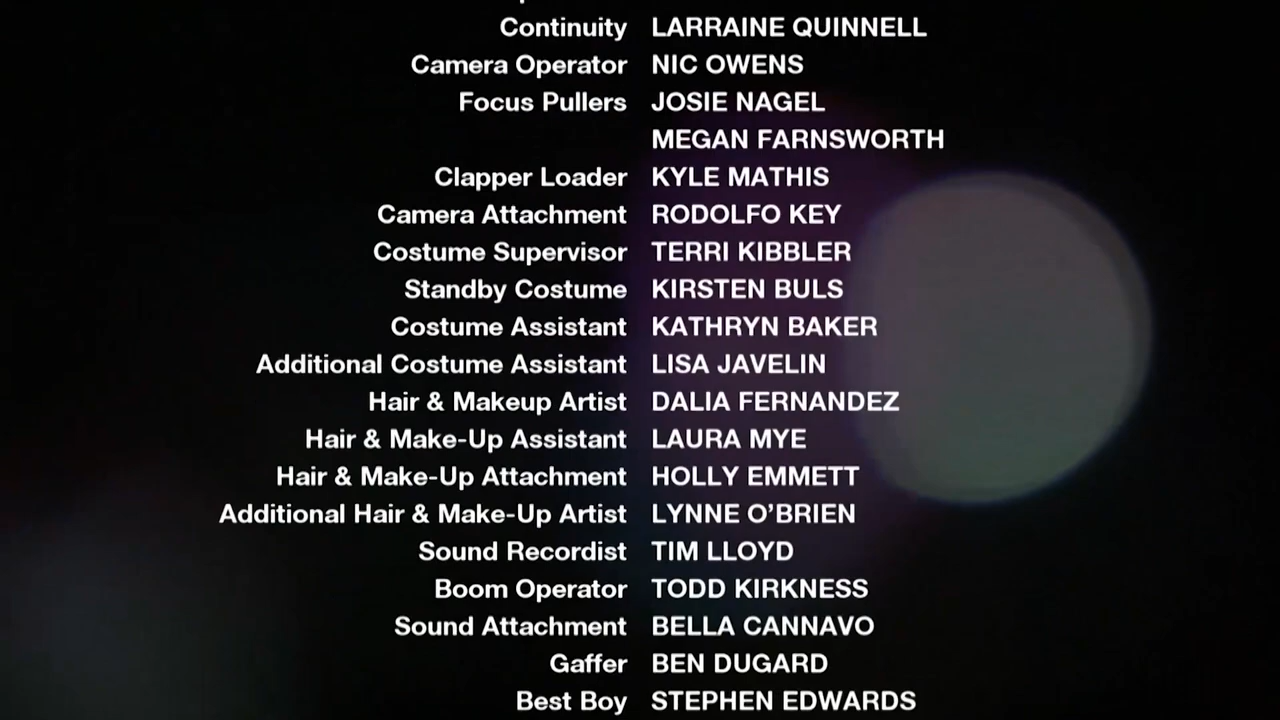 Continuity LARRAINE QUINNELL
Camera Operator NIC OWENS
Focus Pullers JOSIE NAGEL
MEGAN FARNSWORTH
Clapper Loader KYLE MATHIS
Camera Attachment RODOLFO KEY
Costume Supervisor TERRI KIBBLER
Standby Costume KIRSTEN BULS
Costume Assistant KATHRYN BAKER
Additional Costume Assistant LISA JAVELIN
Hair & Makeup Artist DALIA FERNANDEZ
Hair & Make-Up Assistant LAURA MYE
Hair & Make-Up Attachment HOLLY EMMETT
Additional Hair & Make-Up Artist LYNNE O’BRIEN
Sound Recordist TIM LLOYD
Boom Operator TODD KIRKNESS
Sound Attachment BELLA CANNAVO
Gaffer BEN DUGARD
Best Boy STEPHEN EDWARDS